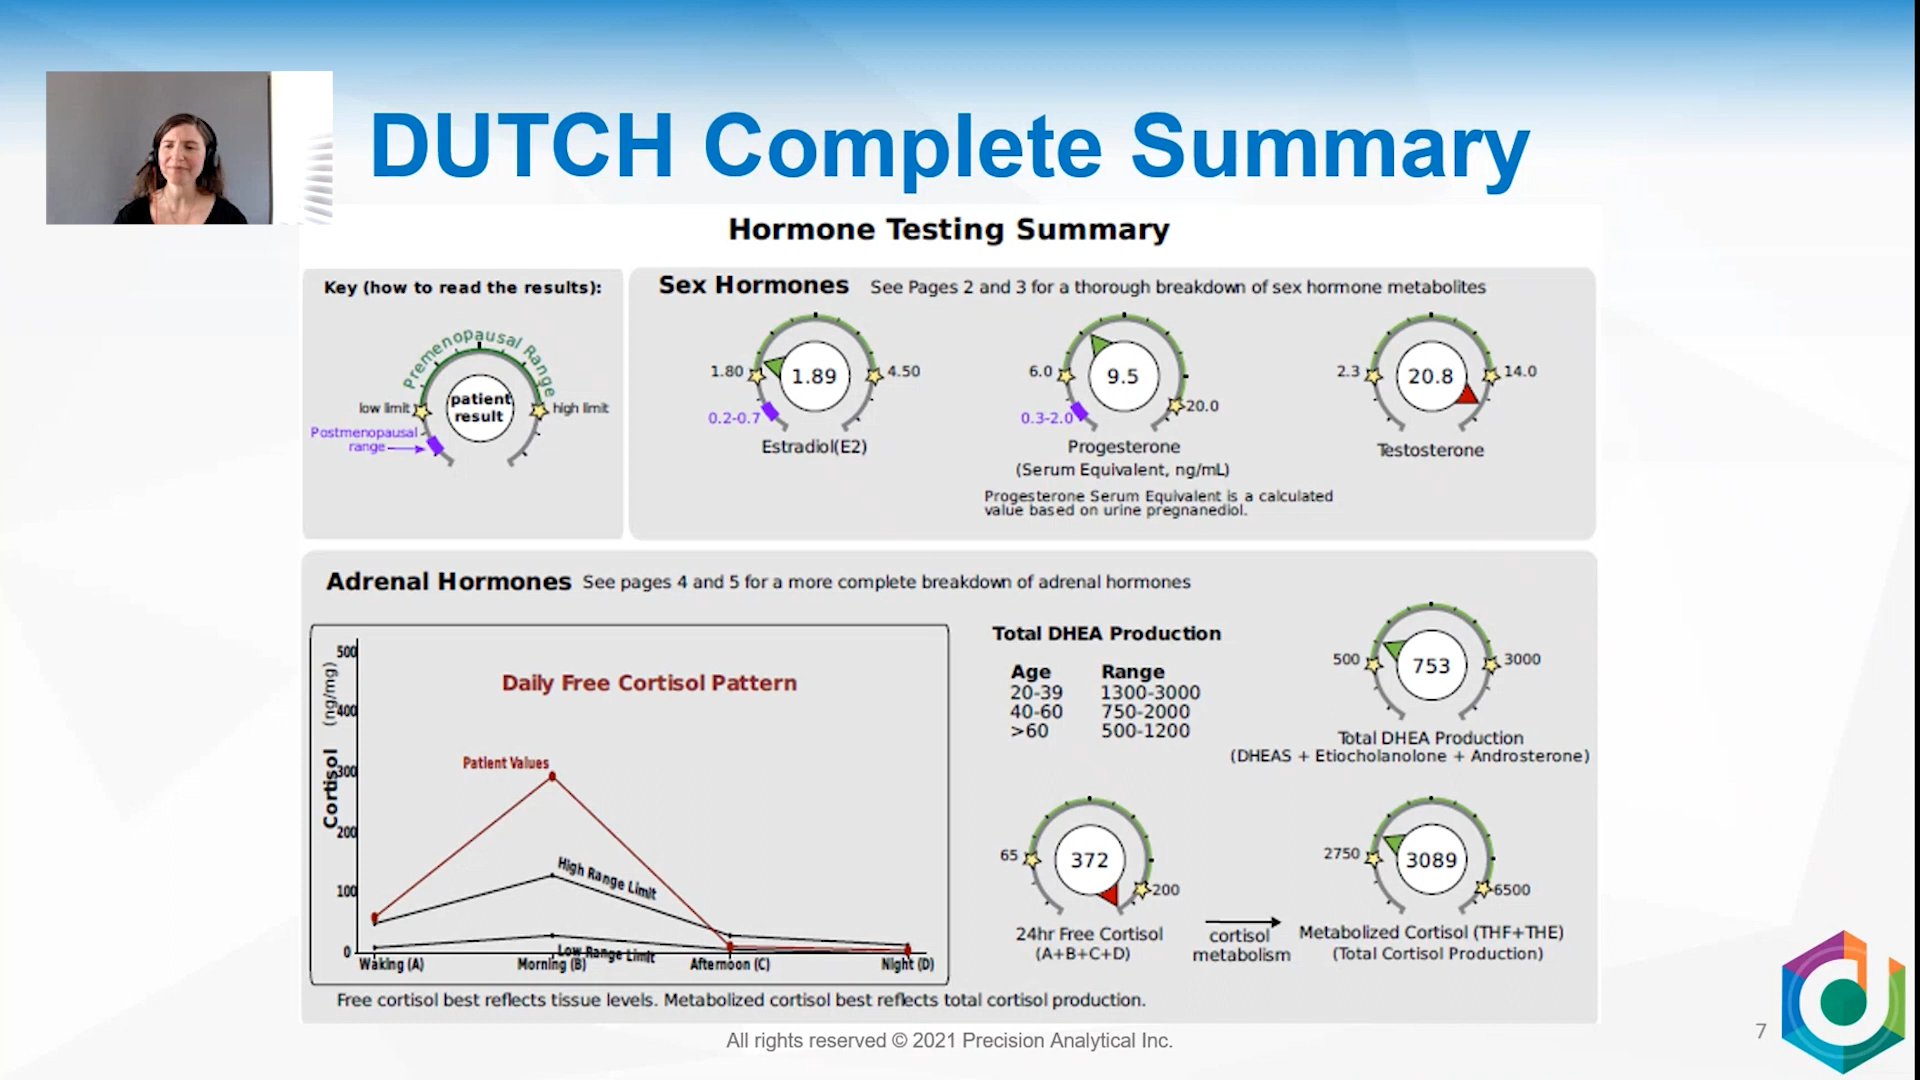 DUTCH Complete Summary
Hormone Testing Summary
Key (how to read the results):
Premenopausal Range
patient
result
low limit
high limit
Postmenopausal
range
Sex Hormones See Pages 2 and 3 for a thorough breakdown of sex hormone metabolites
1.80
1.89
4.50
0.2-0.7
Estradiol(E2)
6.0
9.5
20.0
0.3-2.0
Progesterone
(Serum Equivalent, ng/mL)
Progesterone Serum Equivalent is a calculated
value based on urine pregnanediol.
2.3
20.8
14.0
Testosterone
Adrenal Hormones See pages 4 and 5 for a more complete breakdown of adrenal hormones
Daily Free Cortisol Pattern
Cortisol (ng/mg)
500
400
300
200
100
0
Patient Values
High Range Limit
Low Range Limit
Waking (A)
Morning (B)
Afternoon (C)
Night (D)
Total DHEA Production
Age Range
20-39 1300-3000
40-60 750-2000
>60 500-1200
500
753
3000
Total DHEA Production
(DHEAS + Etiocholanolone + Androsterone)
65
372
200
24hr Free Cortisol
(A+B+C+D)
cortisol
metabolism
2750
3089
6500
Metabolized Cortisol (THF+THE)
(Total Cortisol Production)
Free cortisol best reflects tissue levels. Metabolized cortisol best reflects total cortisol production.
All rights reserved © 2021 Precision Analytical Inc.
7